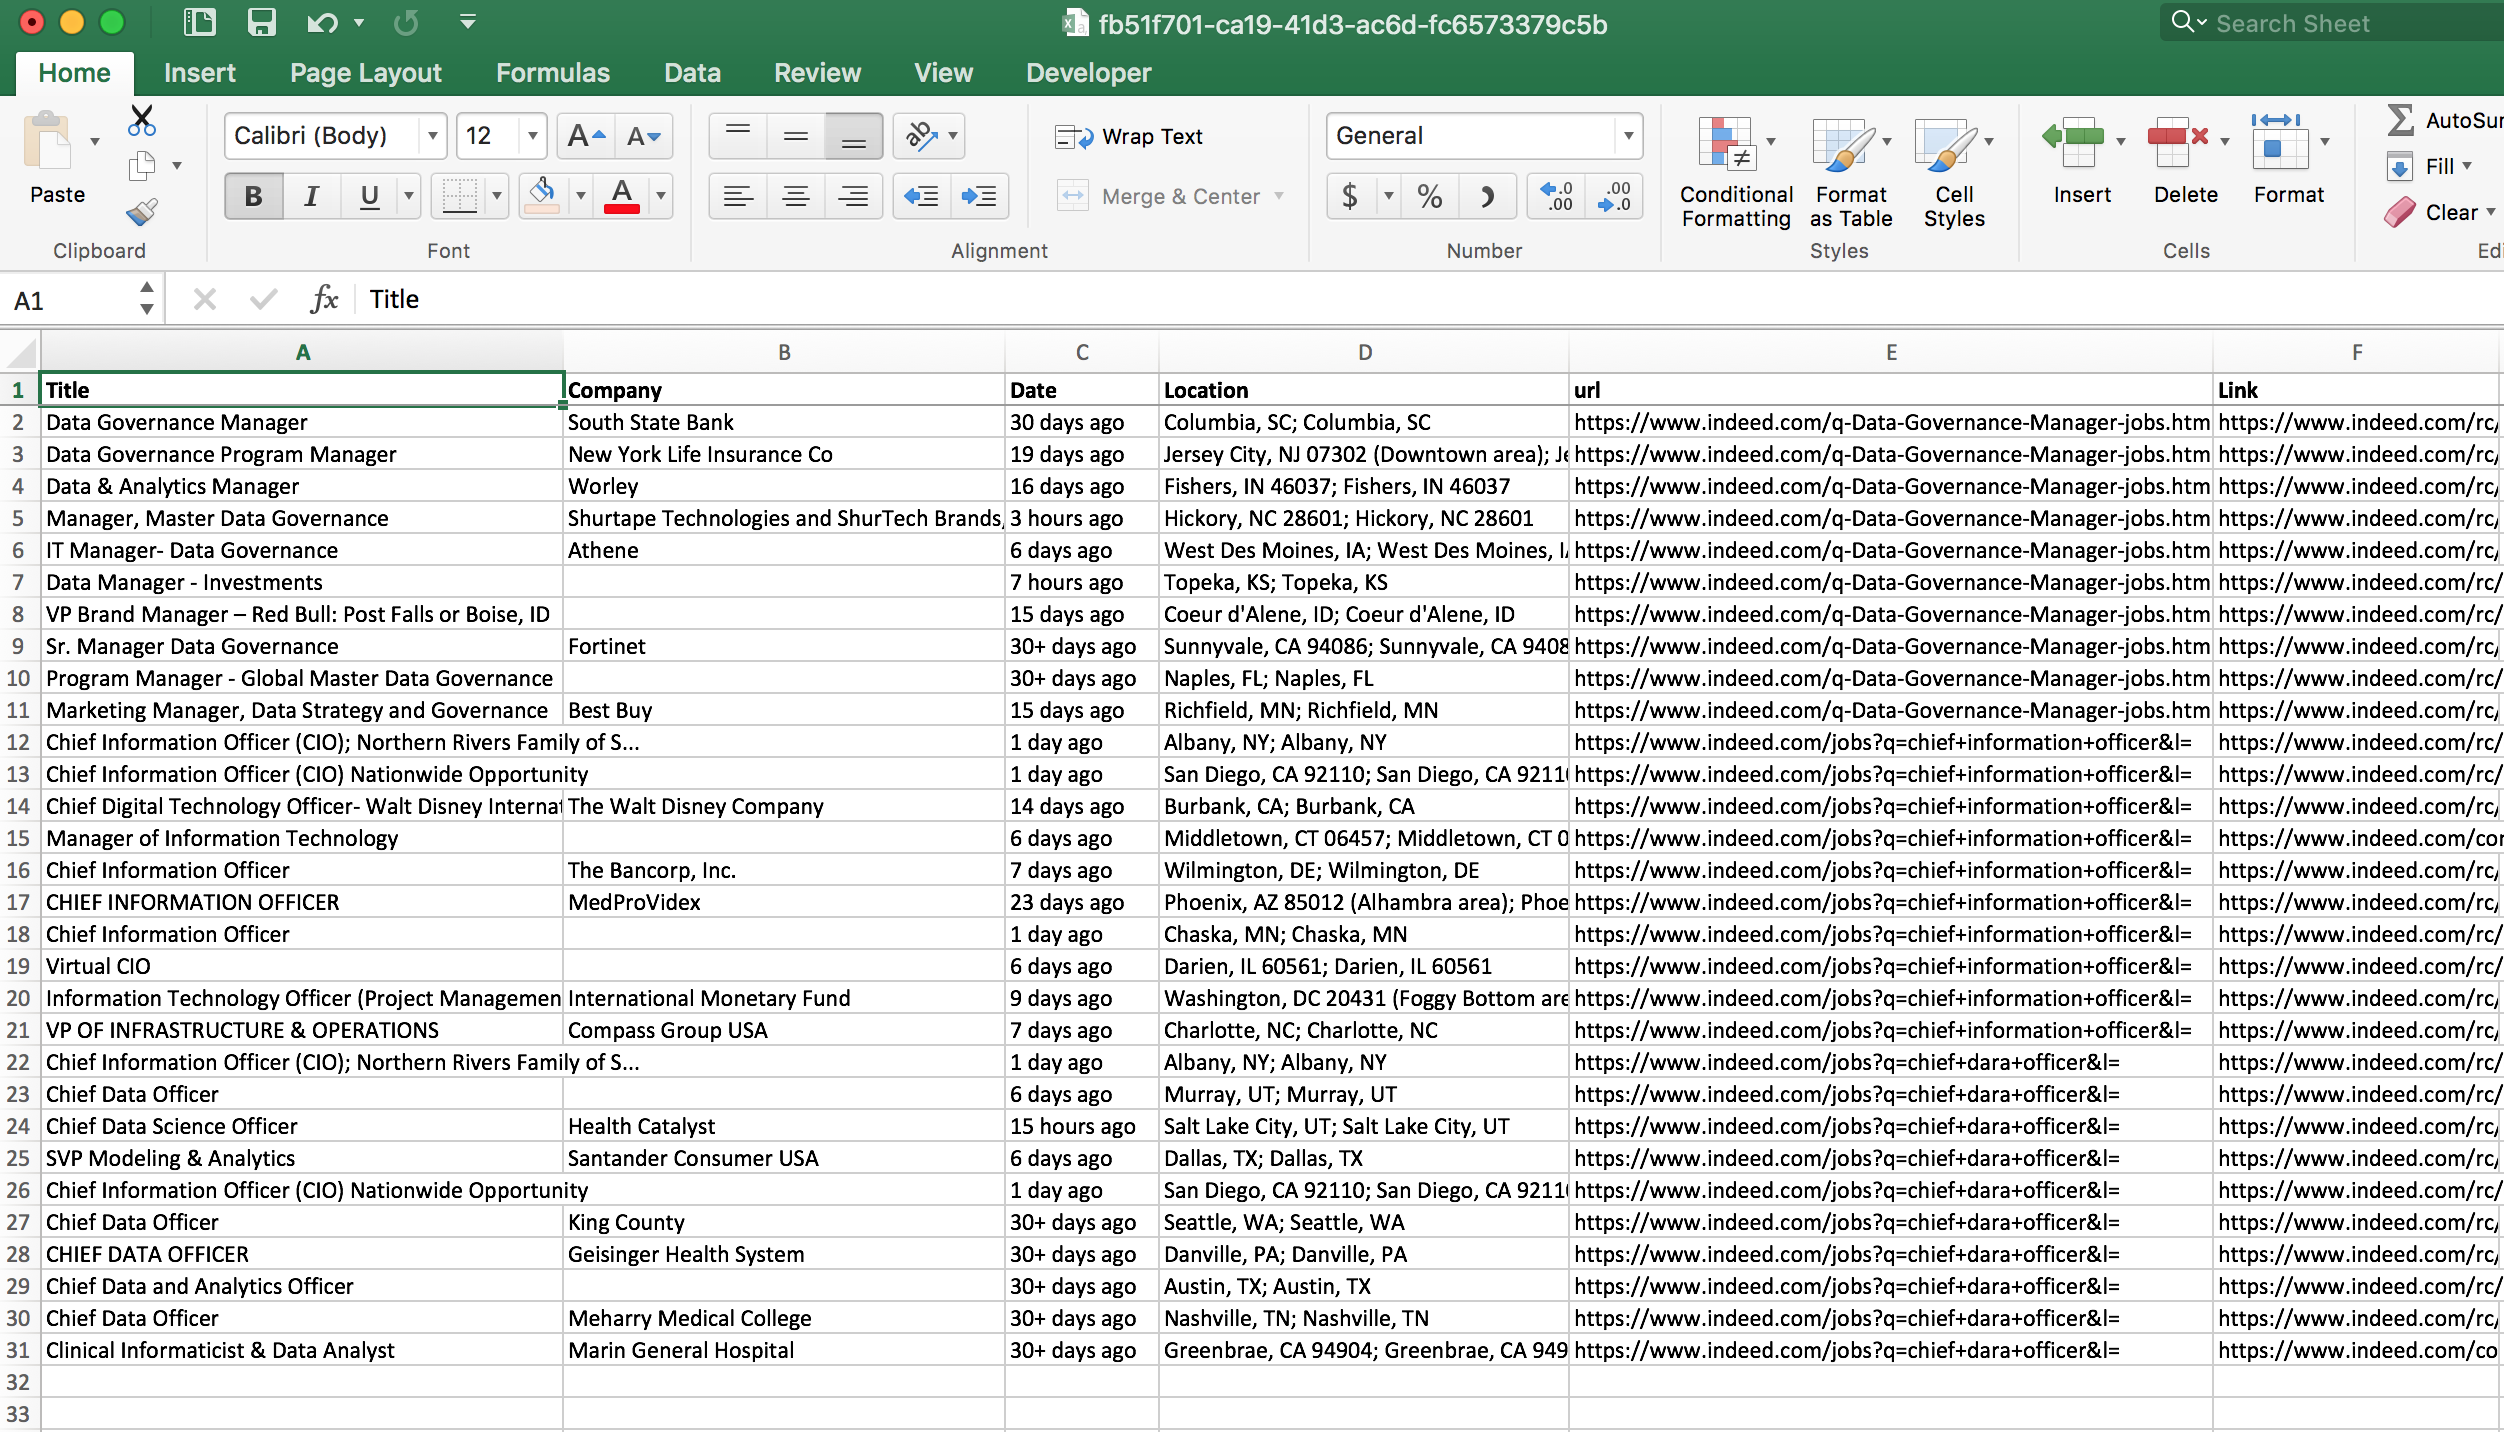 fb51f701-ca19-41d3-ac6d-fc6573379c5b
Search Sheet
Home Insert Page Layout Formulas Data Review View Developer
Paste
Calibri (Body) 12 A A
B I U A
ab
Wrap Text
Merge & Center
General
$ % .0 .00 .00 .0
Conditional Formatting
Format as Table
Cell Styles
Insert Delete Format
AutoSu
Fill
Clear
Clipboard Font Alignment Number Styles Cells Edi
A1 fx Title
A B C D E F
1 Title Company Date Location url Link
2 Data Governance Manager South State Bank 30 days ago Columbia, SC; Columbia, SC https://www.indeed.com/q-Data-Governance-Manager-jobs.htm https://www.indeed.com/rc/
3 Data Governance Program Manager New York Life Insurance Co 19 days ago Jersey City, NJ 07302 (Downtown area); Je https://www.indeed.com/q-Data-Governance-Manager-jobs.htm https://www.indeed.com/rc/
4 Data & Analytics Manager Worley 16 days ago Fishers, IN 46037; Fishers, IN 46037 https://www.indeed.com/q-Data-Governance-Manager-jobs.htm https://www.indeed.com/rc/
5 Manager, Master Data Governance Shurtape Technologies and ShurTech Brands, 3 hours ago Hickory, NC 28601; Hickory, NC 28601 https://www.indeed.com/q-Data-Governance-Manager-jobs.htm https://www.indeed.com/rc/
6 IT Manager- Data Governance Athene 6 days ago West Des Moines, IA; West Des Moines, I https://www.indeed.com/q-Data-Governance-Manager-jobs.htm https://www.indeed.com/rc/
7 Data Manager - Investments 7 hours ago Topeka, KS; Topeka, KS https://www.indeed.com/q-Data-Governance-Manager-jobs.htm https://www.indeed.com/rc/
8 VP Brand Manager – Red Bull: Post Falls or Boise, ID 15 days ago Coeur d'Alene, ID; Coeur d'Alene, ID https://www.indeed.com/q-Data-Governance-Manager-jobs.htm https://www.indeed.com/rc/
9 Sr. Manager Data Governance Fortinet 30+ days ago Sunnyvale, CA 94086; Sunnyvale, CA 9408 https://www.indeed.com/q-Data-Governance-Manager-jobs.htm https://www.indeed.com/rc/
10 Program Manager - Global Master Data Governance 30+ days ago Naples, FL; Naples, FL https://www.indeed.com/q-Data-Governance-Manager-jobs.htm https://www.indeed.com/rc/
11 Marketing Manager, Data Strategy and Governance Best Buy 15 days ago Richfield, MN; Richfield, MN https://www.indeed.com/q-Data-Governance-Manager-jobs.htm https://www.indeed.com/rc/
12 Chief Information Officer (CIO); Northern Rivers Family of S... 1 day ago Albany, NY; Albany, NY https://www.indeed.com/jobs?q=chief+information+officer&l= https://www.indeed.com/rc/
13 Chief Information Officer (CIO) Nationwide Opportunity 1 day ago San Diego, CA 92110; San Diego, CA 9211 https://www.indeed.com/jobs?q=chief+information+officer&l= https://www.indeed.com/rc/
14 Chief Digital Technology Officer- Walt Disney Internat The Walt Disney Company 14 days ago Burbank, CA; Burbank, CA https://www.indeed.com/jobs?q=chief+information+officer&l= https://www.indeed.com/rc/
15 Manager of Information Technology 6 days ago Middletown, CT 06457; Middletown, CT 0 https://www.indeed.com/jobs?q=chief+information+officer&l= https://www.indeed.com/co
16 Chief Information Officer The Bancorp, Inc. 7 days ago Wilmington, DE; Wilmington, DE https://www.indeed.com/jobs?q=chief+information+officer&l= https://www.indeed.com/rc/
17 CHIEF INFORMATION OFFICER MedProVidex 23 days ago Phoenix, AZ 85012 (Alhambra area); Phoe https://www.indeed.com/jobs?q=chief+information+officer&l= https://www.indeed.com/rc/
18 Chief Information Officer 1 day ago Chaska, MN; Chaska, MN https://www.indeed.com/jobs?q=chief+information+officer&l= https://www.indeed.com/rc/
19 Virtual CIO 6 days ago Darien, IL 60561; Darien, IL 60561 https://www.indeed.com/jobs?q=chief+information+officer&l= https://www.indeed.com/rc/
20 Information Technology Officer (Project Managemen International Monetary Fund 9 days ago Washington, DC 20431 (Foggy Bottom are https://www.indeed.com/jobs?q=chief+information+officer&l= https://www.indeed.com/rc/
21 VP OF INFRASTRUCTURE & OPERATIONS Compass Group USA 7 days ago Charlotte, NC; Charlotte, NC https://www.indeed.com/jobs?q=chief+information+officer&l= https://www.indeed.com/rc/
22 Chief Information Officer (CIO); Northern Rivers Family of S... 1 day ago Albany, NY; Albany, NY https://www.indeed.com/jobs?q=chief+dara+officer&l= https://www.indeed.com/rc/
23 Chief Data Officer 6 days ago Murray, UT; Murray, UT https://www.indeed.com/jobs?q=chief+dara+officer&l= https://www.indeed.com/rc/
24 Chief Data Science Officer Health Catalyst 15 hours ago Salt Lake City, UT; Salt Lake City, UT https://www.indeed.com/jobs?q=chief+dara+officer&l= https://www.indeed.com/rc/
25 SVP Modeling & Analytics Santander Consumer USA 6 days ago Dallas, TX; Dallas, TX https://www.indeed.com/jobs?q=chief+dara+officer&l= https://www.indeed.com/rc/
26 Chief Information Officer (CIO) Nationwide Opportunity 1 day ago San Diego, CA 92110; San Diego, CA 9211 https://www.indeed.com/jobs?q=chief+dara+officer&l= https://www.indeed.com/rc/
27 Chief Data Officer King County 30+ days ago Seattle, WA; Seattle, WA https://www.indeed.com/jobs?q=chief+dara+officer&l= https://www.indeed.com/rc/
28 CHIEF DATA OFFICER Geisinger Health System 30+ days ago Danville, PA; Danville, PA https://www.indeed.com/jobs?q=chief+dara+officer&l= https://www.indeed.com/rc/
29 Chief Data and Analytics Officer 30+ days ago Austin, TX; Austin, TX https://www.indeed.com/jobs?q=chief+dara+officer&l= https://www.indeed.com/rc/
30 Chief Data Officer Meharry Medical College 30+ days ago Nashville, TN; Nashville, TN https://www.indeed.com/jobs?q=chief+dara+officer&l= https://www.indeed.com/rc/
31 Clinical Informaticist & Data Analyst Marin General Hospital 30+ days ago Greenbrae, CA 94904; Greenbrae, CA 949 https://www.indeed.com/jobs?q=chief+dara+officer&l= https://www.indeed.com/co
32
33